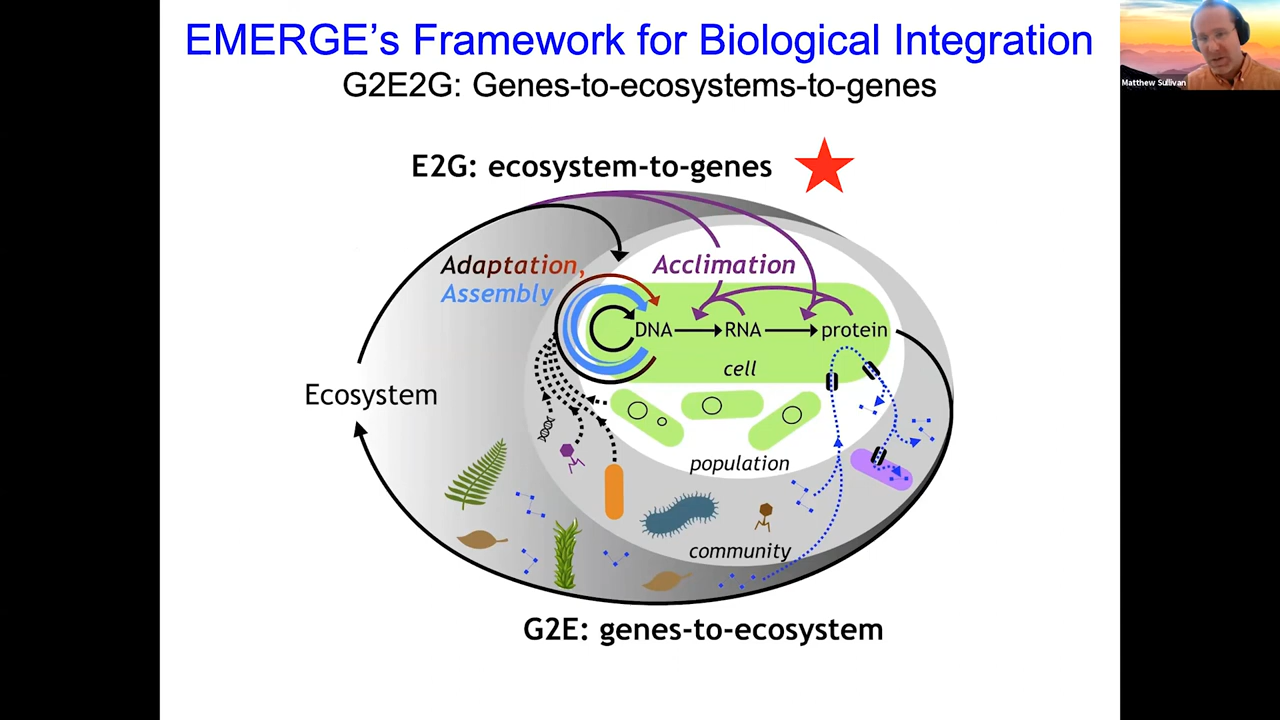 EMERGE's Framework for Biological Integration
G2E2G: Genes-to-ecosystems-to-genes
Matthew Sullivan
E2G: ecosystem-to-genes
Adaptation,
Assembly
Acclimation
DNA
RNA
protein
cell
Ecosystem
population
community
G2E: genes-to-ecosystem